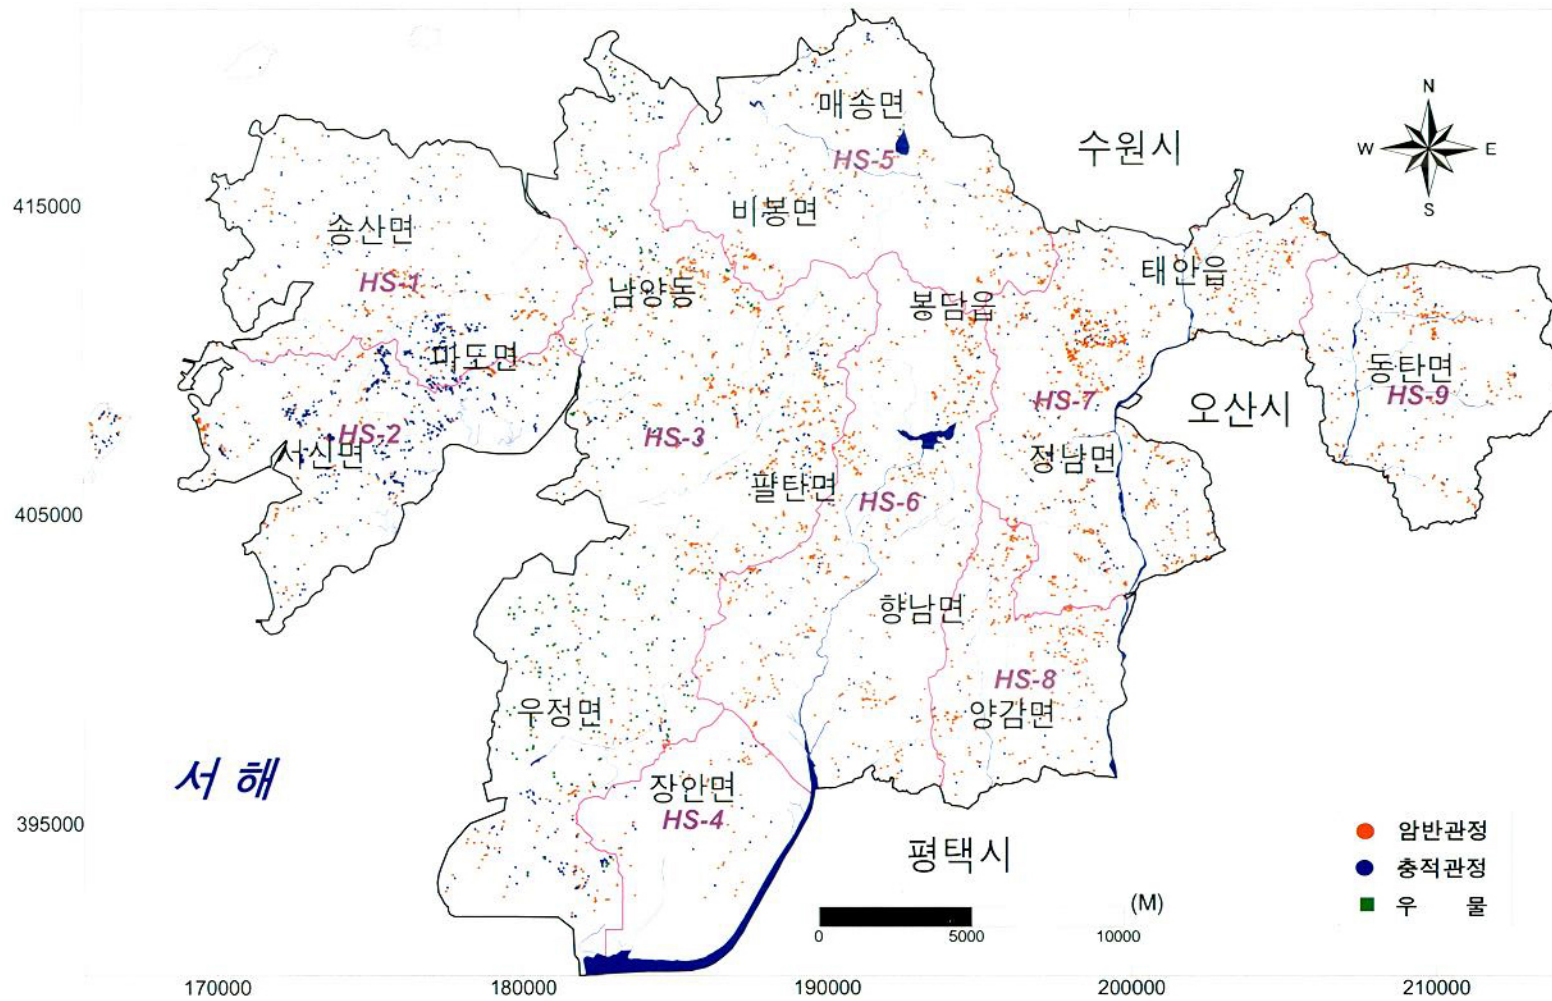 매송면
N
수원시
W
E
HS-5
S
415000
비봉면
송산면
태안읍
HS-1
남양동
봉담읍
마도면
동탄면
HS-9
HS-7
오산시
HS-2
HS-3
서신면
정남면
팔탄면
HS-6
405000
향남면
HS-8
우정면
양감면
서 해
장안면
HS-4
395000
암반관정
평택시
충적관정
(M)
우 물
0
5000
10000
170000
180000
190000
200000
210000